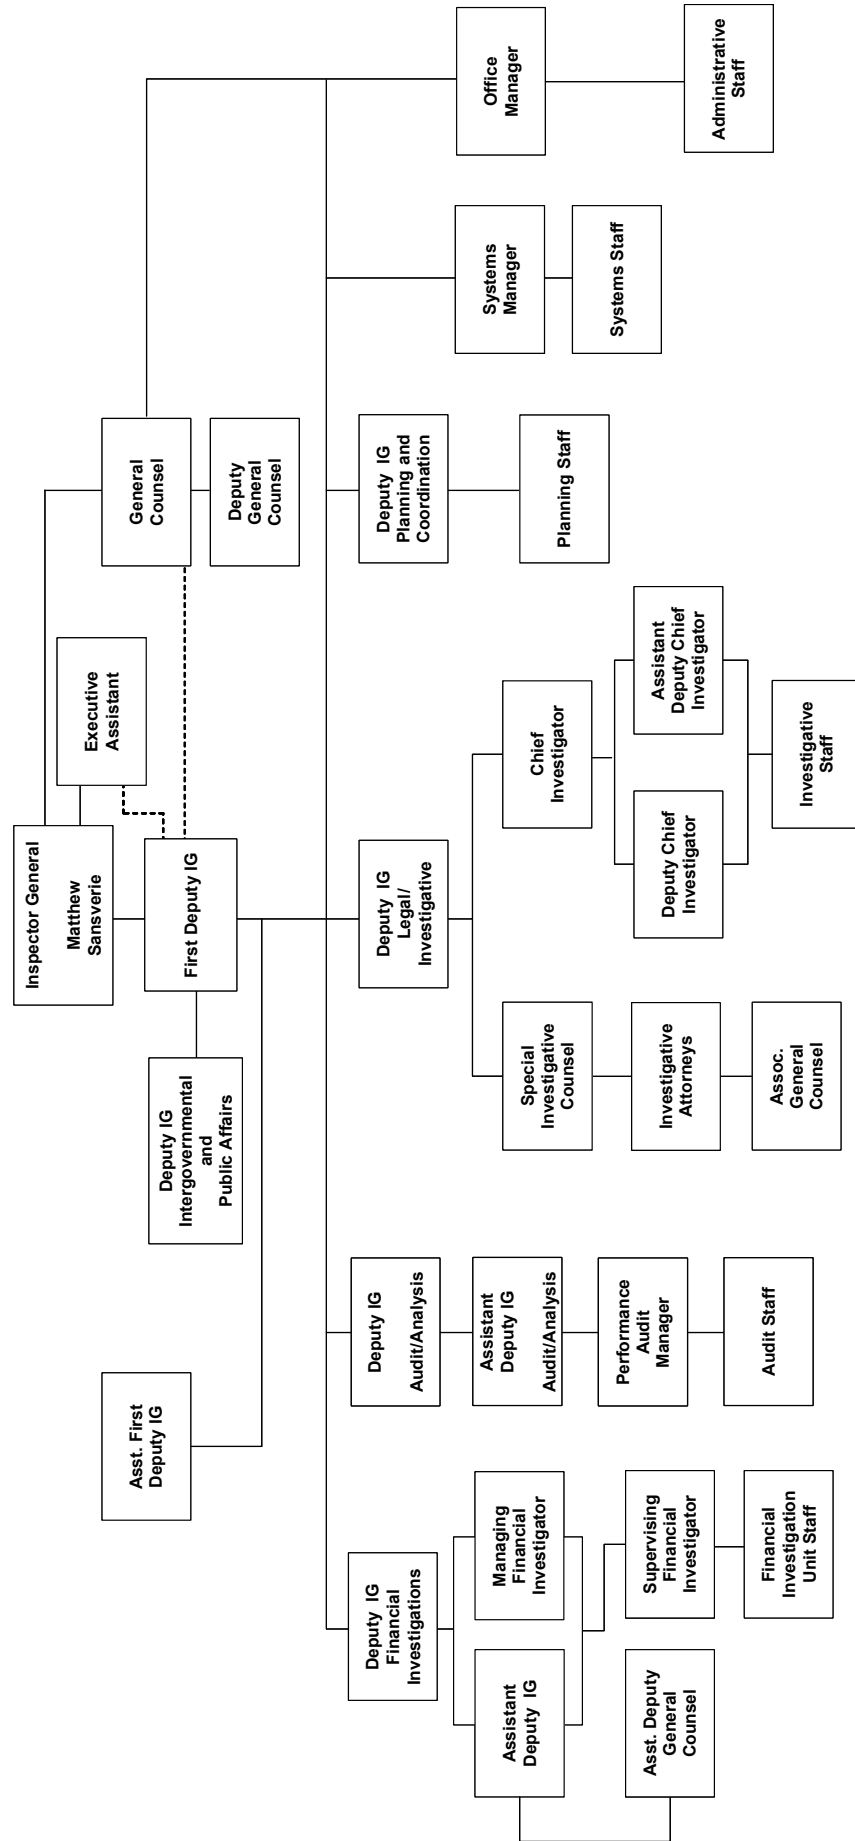 Inspector General
Matthew
Sansverie
Executive
Assistant
General
Counsel
Deputy
General
Counsel
First Deputy IG
Deputy IG
Intergovernmental
and
Public Affairs
Asst. First
Deputy IG
Deputy IG
Financial
Investigations
Assistant
Deputy IG
Managing
Financial
Investigator
Asst. Deputy
General
Counsel
Supervising
Financial
Investigator
Financial
Investigation
Unit Staff
Deputy IG
Audit/Analysis
Assistant
Deputy IG
Audit/Analysis
Performance
Audit
Manager
Audit Staff
Deputy IG
Legal/
Investigative
Special
Investigative
Counsel
Investigative
Attorneys
Assoc.
General
Counsel
Chief
Investigator
Deputy Chief
Investigator
Assistant
Deputy Chief
Investigator
Investigative
Staff
Deputy IG
Planning and
Coordination
Planning Staff
Systems
Manager
Systems Staff
Office
Manager
Administrative
Staff